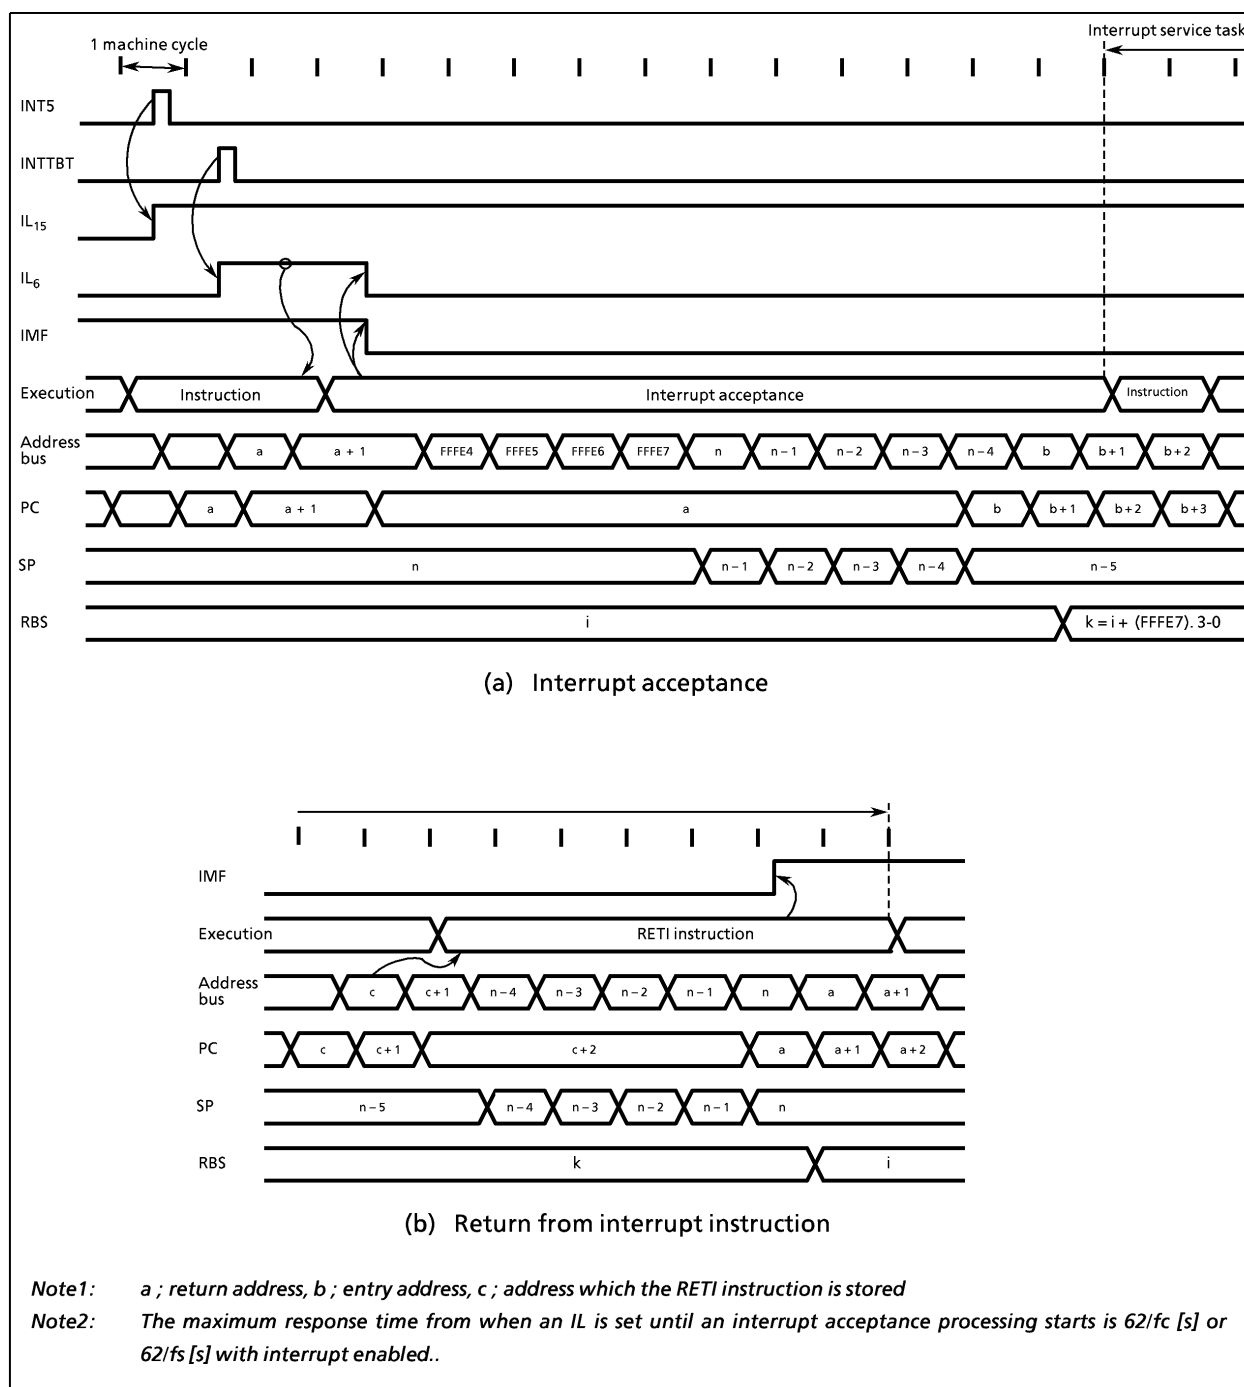 Interrupt service task
1 machine cycle
INT5
INTTBT
IL15
IL6
IMF
Execution Instruction Interrupt acceptance Instruction
Address bus a a + 1 FFFE4 FFFE5 FFFE6 FFFE7 n n – 1 n – 2 n – 3 n – 4 b b + 1 b + 2
PC a a + 1 a b b + 1 b + 2 b + 3
SP n n – 1 n – 2 n – 3 n – 4 n – 5
RBS i k = i + (FFFE7). 3-0
(a) Interrupt acceptance
IMF
Execution RETI instruction
Address bus c c + 1 n – 4 n – 3 n – 2 n – 1 n a a + 1
PC c c + 1 c + 2 a a + 1 a + 2
SP n – 5 n – 4 n – 3 n – 2 n – 1 n
RBS k i
(b) Return from interrupt instruction
Note1: a ; return address, b ; entry address, c ; address which the RETI instruction is stored
Note2: The maximum response time from when an IL is set until an interrupt acceptance processing starts is 62/fc [s] or
62/fs [s] with interrupt enabled..